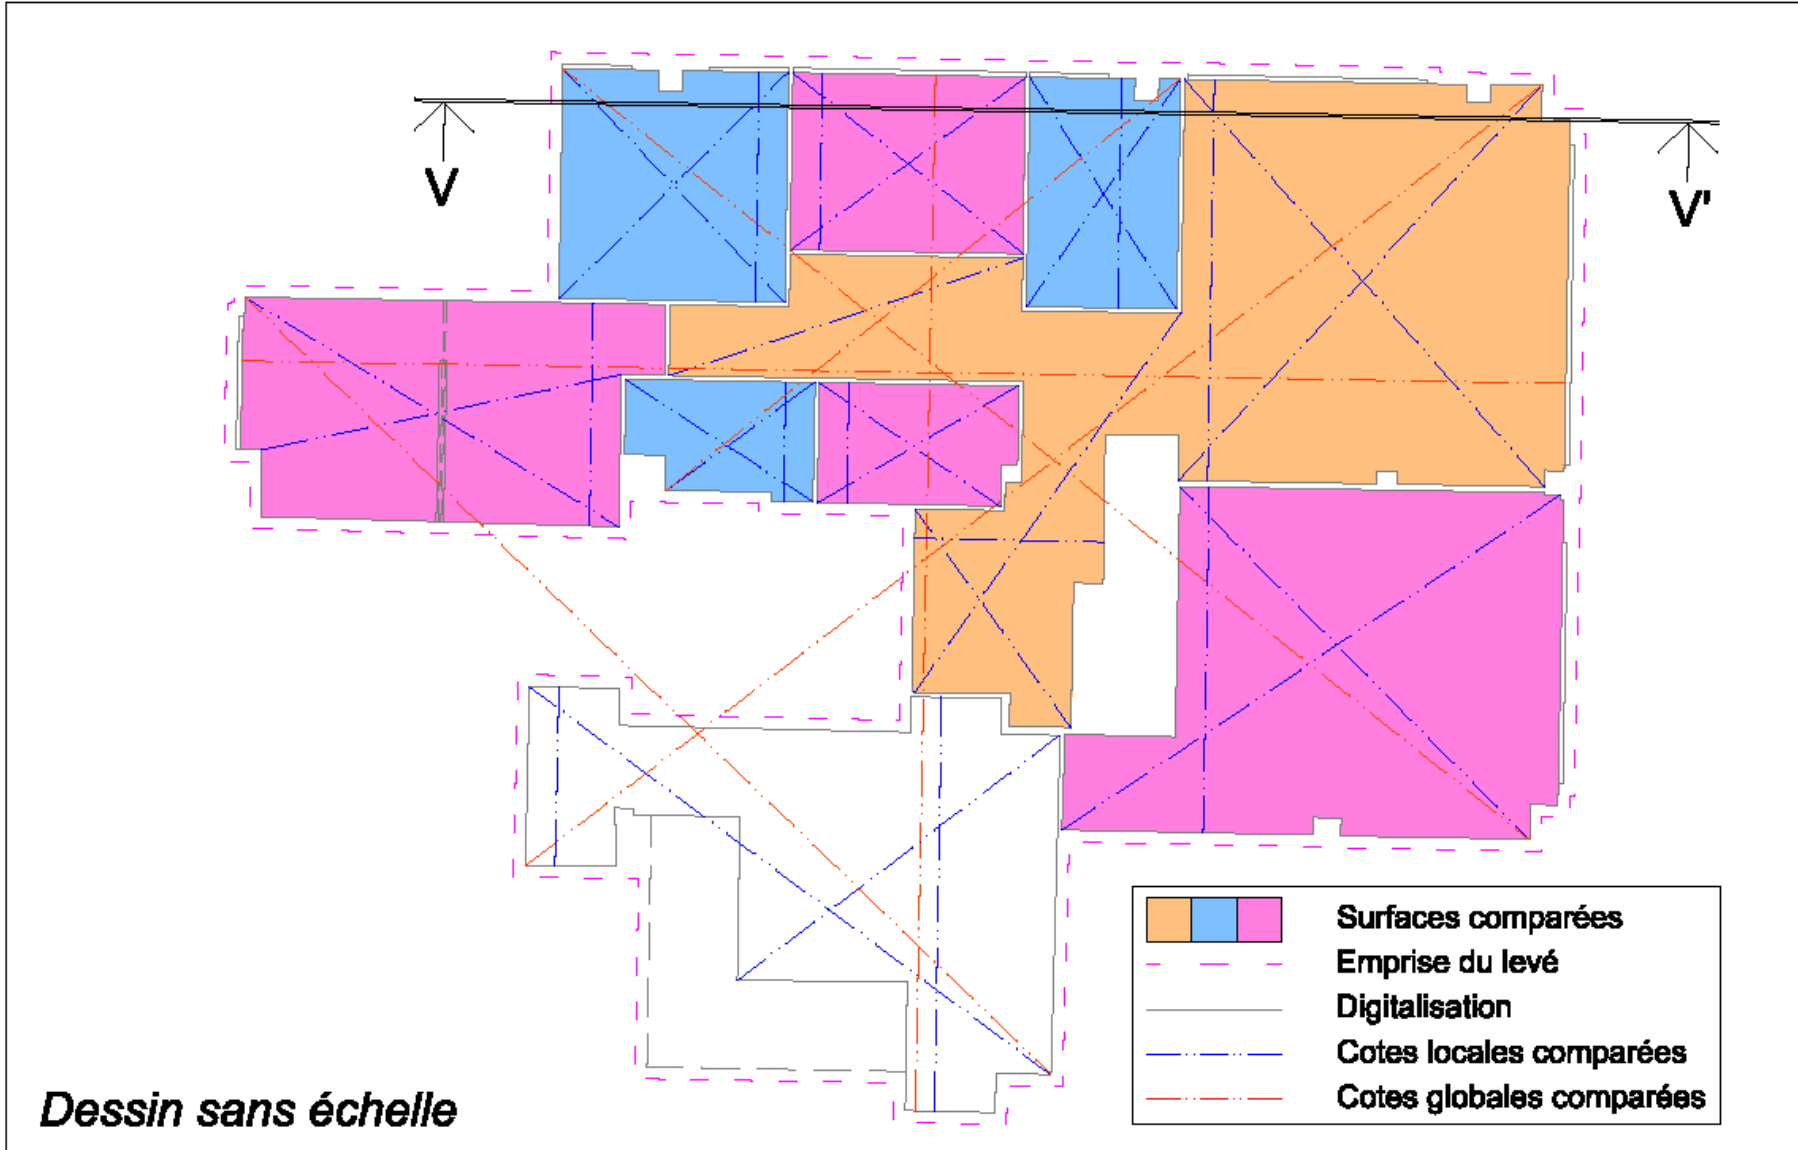 V
V'
Surfaces comparées
Emprise du levé
Digitalisation
Cotes locales comparées
Cotes globales comparées
Dessin sans échelle